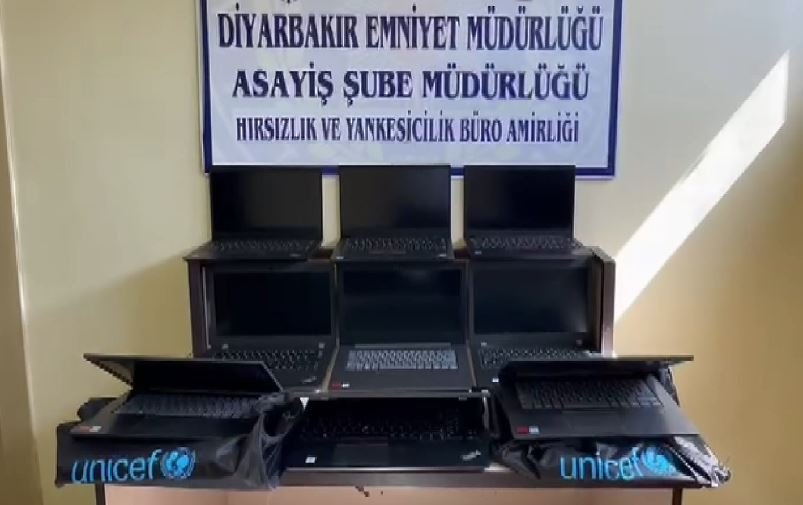 DİYARBAKIR EMNİYET MÜDÜRLÜĞÜ
ASAYİŞ ŞUBE MÜDÜRLÜĞÜ
HIRSIZLIK VE YANKESİCİLİK BÜRO AMİRLİĞİ
unicef
unicef